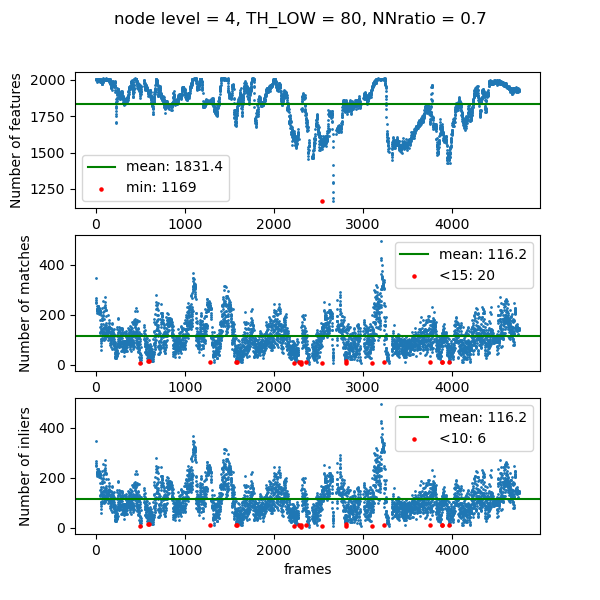 node level = 4, TH_LOW = 80, NNratio = 0.7
Number of features
2000
1750
1500
1250
mean: 1831.4
min: 1169
0 1000 2000 3000 4000
Number of matches
400
200
0
mean: 116.2
<15: 20
0 1000 2000 3000 4000
Number of inliers
400
200
0
mean: 116.2
<10: 6
0 1000 2000 3000 4000
frames